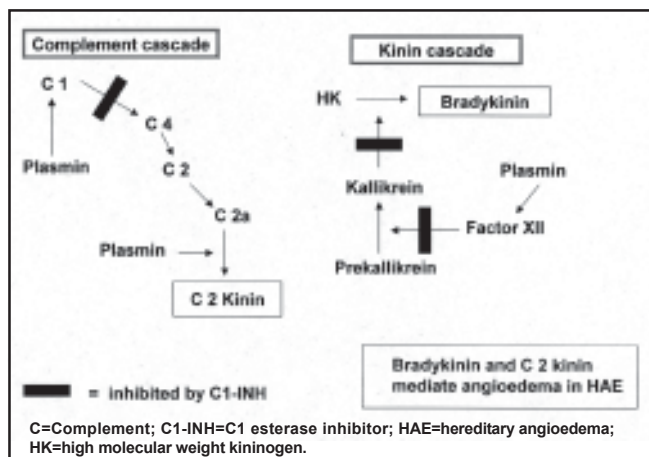 Complement cascade
C 1
C 4
Plasmin
C 2
C 2a
Plasmin
C 2 Kinin
Kinin cascade
HK
Bradykinin
Plasmin
Kallikrein
Factor XII
Prekallikrein
= inhibited by C1-INH
Bradykinin and C 2 kinin
mediate angioedema in HAE
C=Complement; C1-INH=C1 esterase inhibitor; HAE=hereditary angioedema;
HK=high molecular weight kininogen.